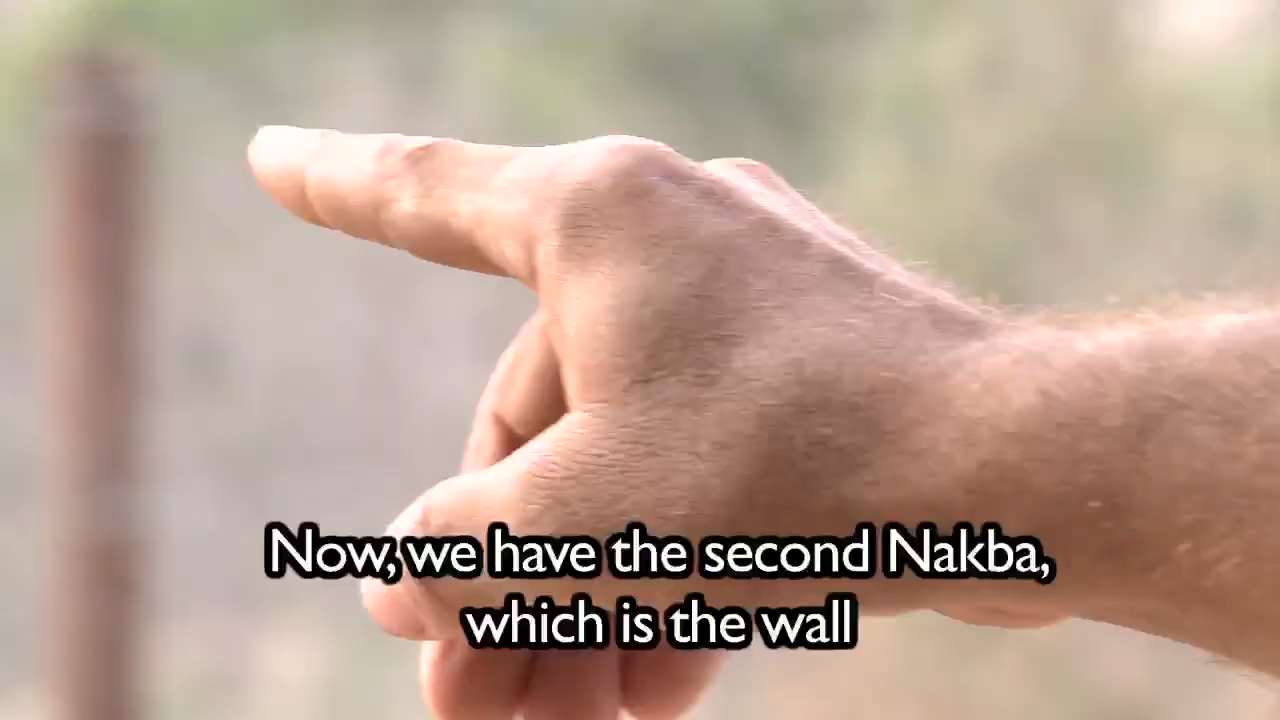 Now, we have the second Nakba,
which is the wall